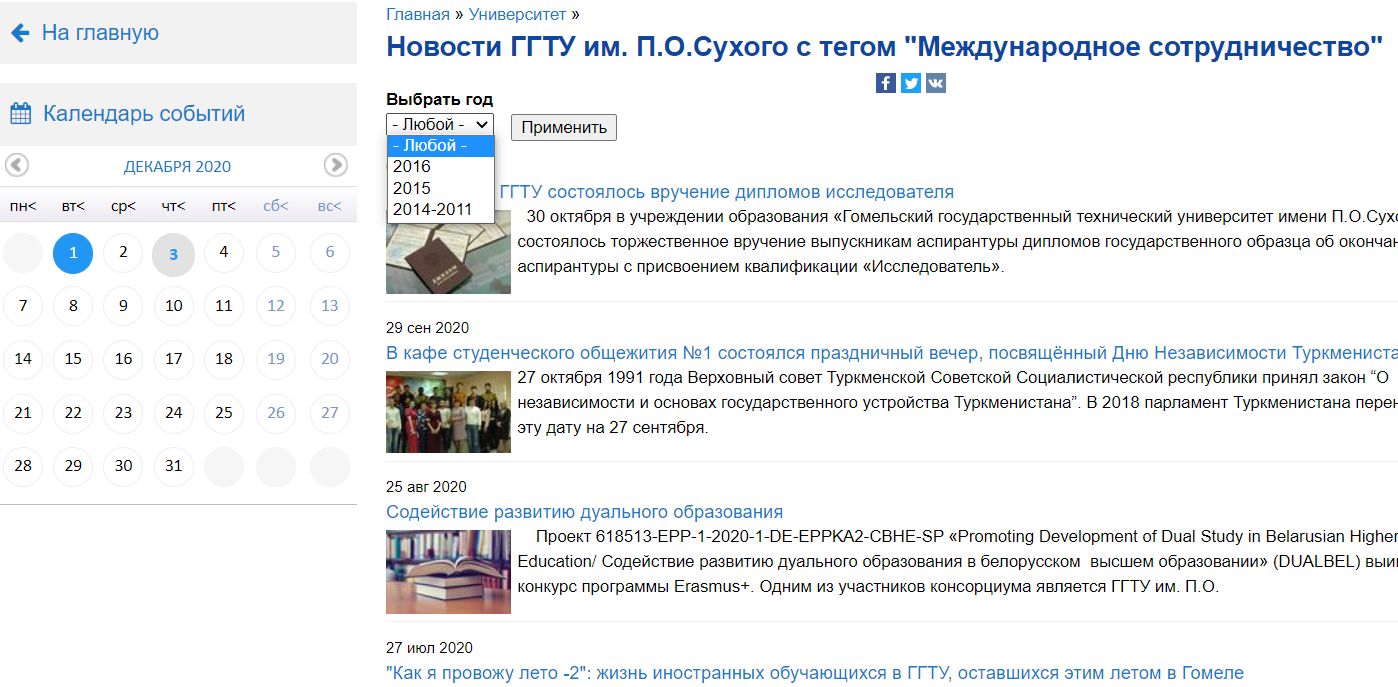 На главную
Календарь событий
ДЕКАБРЯ 2020
пн< вт< ср< чт< пт< сб< вс<
1 2 3 4 5 6
7 8 9 10 11 12 13
14 15 16 17 18 19 20
21 22 23 24 25 26 27
28 29 30 31
Главная » Университет »
Новости ГГТУ им. П.О.Сухого с тегом "Международное сотрудничество"
Выбрать год
- Любой - Применить
- Любой -
2016
2015
2014-2011
ГГТУ состоялось вручение дипломов исследователя
30 октября в учреждении образования «Гомельский государственный технический университет имени П.О.Сухо
состоялось торжественное вручение выпускникам аспирантуры дипломов государственного образца об окончан
аспирантуры с присвоением квалификации «Исследователь».
29 сен 2020
В кафе студенческого общежития №1 состоялся праздничный вечер, посвящённый Дню Независимости Туркмениста
27 октября 1991 года Верховный совет Туркменской Советской Социалистической республики принял закон “О
независимости и основах государственного устройства Туркменистана”. В 2018 парламент Туркменистана перен
эту дату на 27 сентября.
25 авг 2020
Содействие развитию дуального образования
Проект 618513-EPP-1-2020-1-DE-EPPKA2-CBHE-SP «Promoting Development of Dual Study in Belarusian Higher
Education/ Содействие развитию дуального образования в белорусском высшем образовании» (DUALBEL) выи
конкурс программы Erasmus+. Одним из участников консорциума является ГГТУ им. П.О.
27 июл 2020
"Как я провожу лето -2": жизнь иностранных обучающихся в ГГТУ, оставшихся этим летом в Гомеле